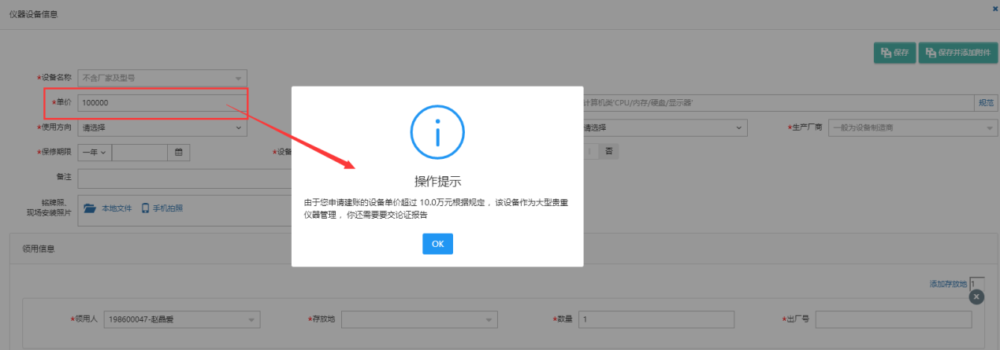 仪器设备信息
保存 保存并添加附件
*设备名称 不含厂家及型号
*单价 100000 计算机类'CPU/内存/硬盘/显示器' 规范
*使用方向 请选择 请选择 *生产厂商 一般为设备制造商
*保修期限 一年 *设备 否
备注
铭牌照、
现场安装照片
本地文件 手机拍照
操作提示
由于您申请建账的设备单价超过 10.0万元根据规定 ，该设备作为大型贵重
仪器管理 ，你还需要要交论证报告
OK
领用信息
添加存放地 1
*领用人 198600047-赵晶爱 *存放地 *数量 1 *出厂号